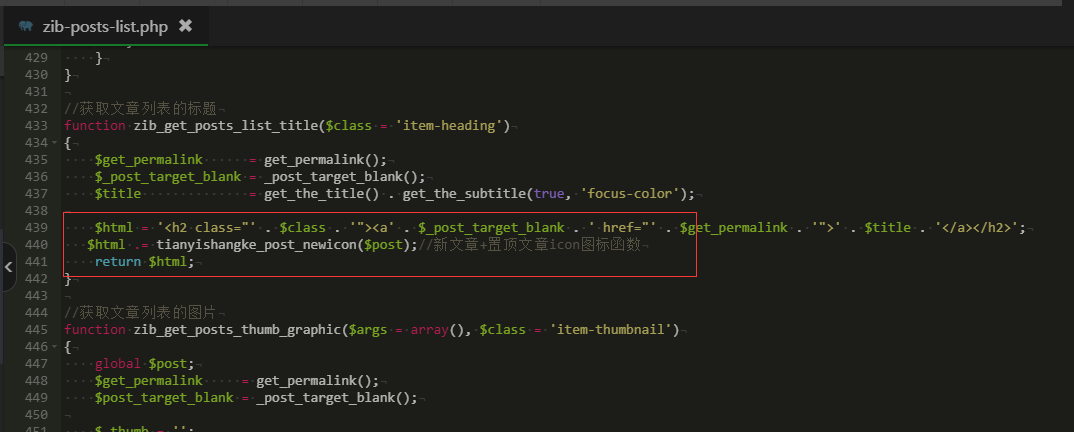 zib-posts-list.php ✖
429 }
430 }
431
432 //获取文章列表的标题
433 function zib_get_posts_list_title($class = 'item-heading')
434 {
435 $get_permalink = get_permalink();
436 $_post_target_blank = _post_target_blank();
437 $title = get_the_title() . get_the_subtitle(true, 'focus-color');
438
439 $html = '<h2 class="' . $class . '"><a' . $_post_target_blank . ' href="' . $get_permalink . '">' . $title . '</a></h2>';
440 $html .= tianyishangke_post_newicon($post);//新文章+置顶文章icon图标函数
441 return $html;
442 }
443
444 //获取文章列表的图片
445 function zib_get_posts_thumb_graphic($args = array(), $class = 'item-thumbnail')
446 {
447 global $post;
448 $get_permalink = get_permalink();
449 $_post_target_blank = _post_target_blank();
450
451 $_thumb = '';